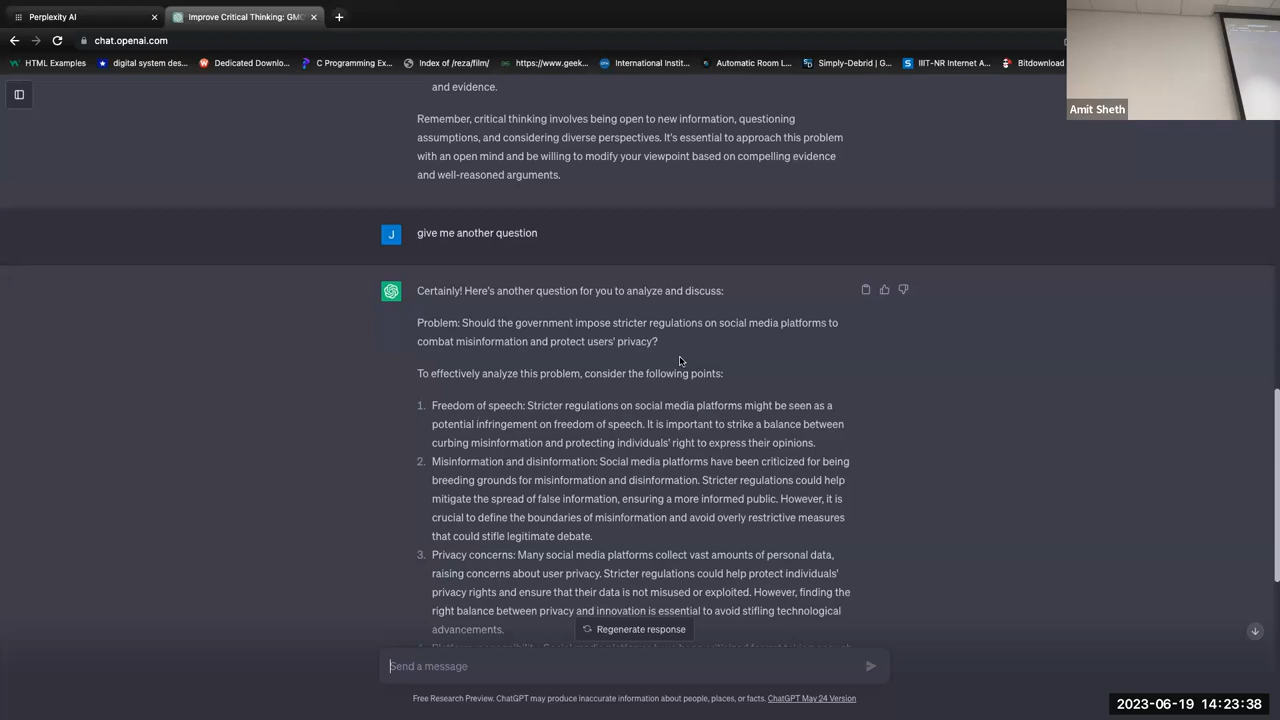 Perplexity AI
Improve Critical Thinking: GM
chat.openai.com
HTML Examples
digital system des...
Dedicated Downlo...
C Programming Ex...
Index of /reza/film/
https://www.geek...
International Instit...
Automatic Room L...
Simply-Debrid | G...
IIIT-NR Internet A...
Bitdownload
Amit Sheth
and evidence.
Remember, critical thinking involves being open to new information, questioning
assumptions, and considering diverse perspectives. It's essential to approach this problem
with an open mind and be willing to modify your viewpoint based on compelling evidence
and well-reasoned arguments.
J
give me another question
Certainly! Here's another question for you to analyze and discuss:
Problem: Should the government impose stricter regulations on social media platforms to
combat misinformation and protect users' privacy?
To effectively analyze this problem, consider the following points:
1. Freedom of speech: Stricter regulations on social media platforms might be seen as a
potential infringement on freedom of speech. It is important to strike a balance between
curbing misinformation and protecting individuals' right to express their opinions.
2. Misinformation and disinformation: Social media platforms have been criticized for being
breeding grounds for misinformation and disinformation. Stricter regulations could help
mitigate the spread of false information, ensuring a more informed public. However, it is
crucial to define the boundaries of misinformation and avoid overly restrictive measures
that could stifle legitimate debate.
3. Privacy concerns: Many social media platforms collect vast amounts of personal data,
raising concerns about user privacy. Stricter regulations could help protect individuals'
privacy rights and ensure that their data is not misused or exploited. However, finding the
right balance between privacy and innovation is essential to avoid stifling technological
advancements.
Regenerate response
Send a message
Free Research Preview. ChatGPT may produce inaccurate information about people, places, or facts. ChatGPT May 24 Version
2023-06-19 14:23:38